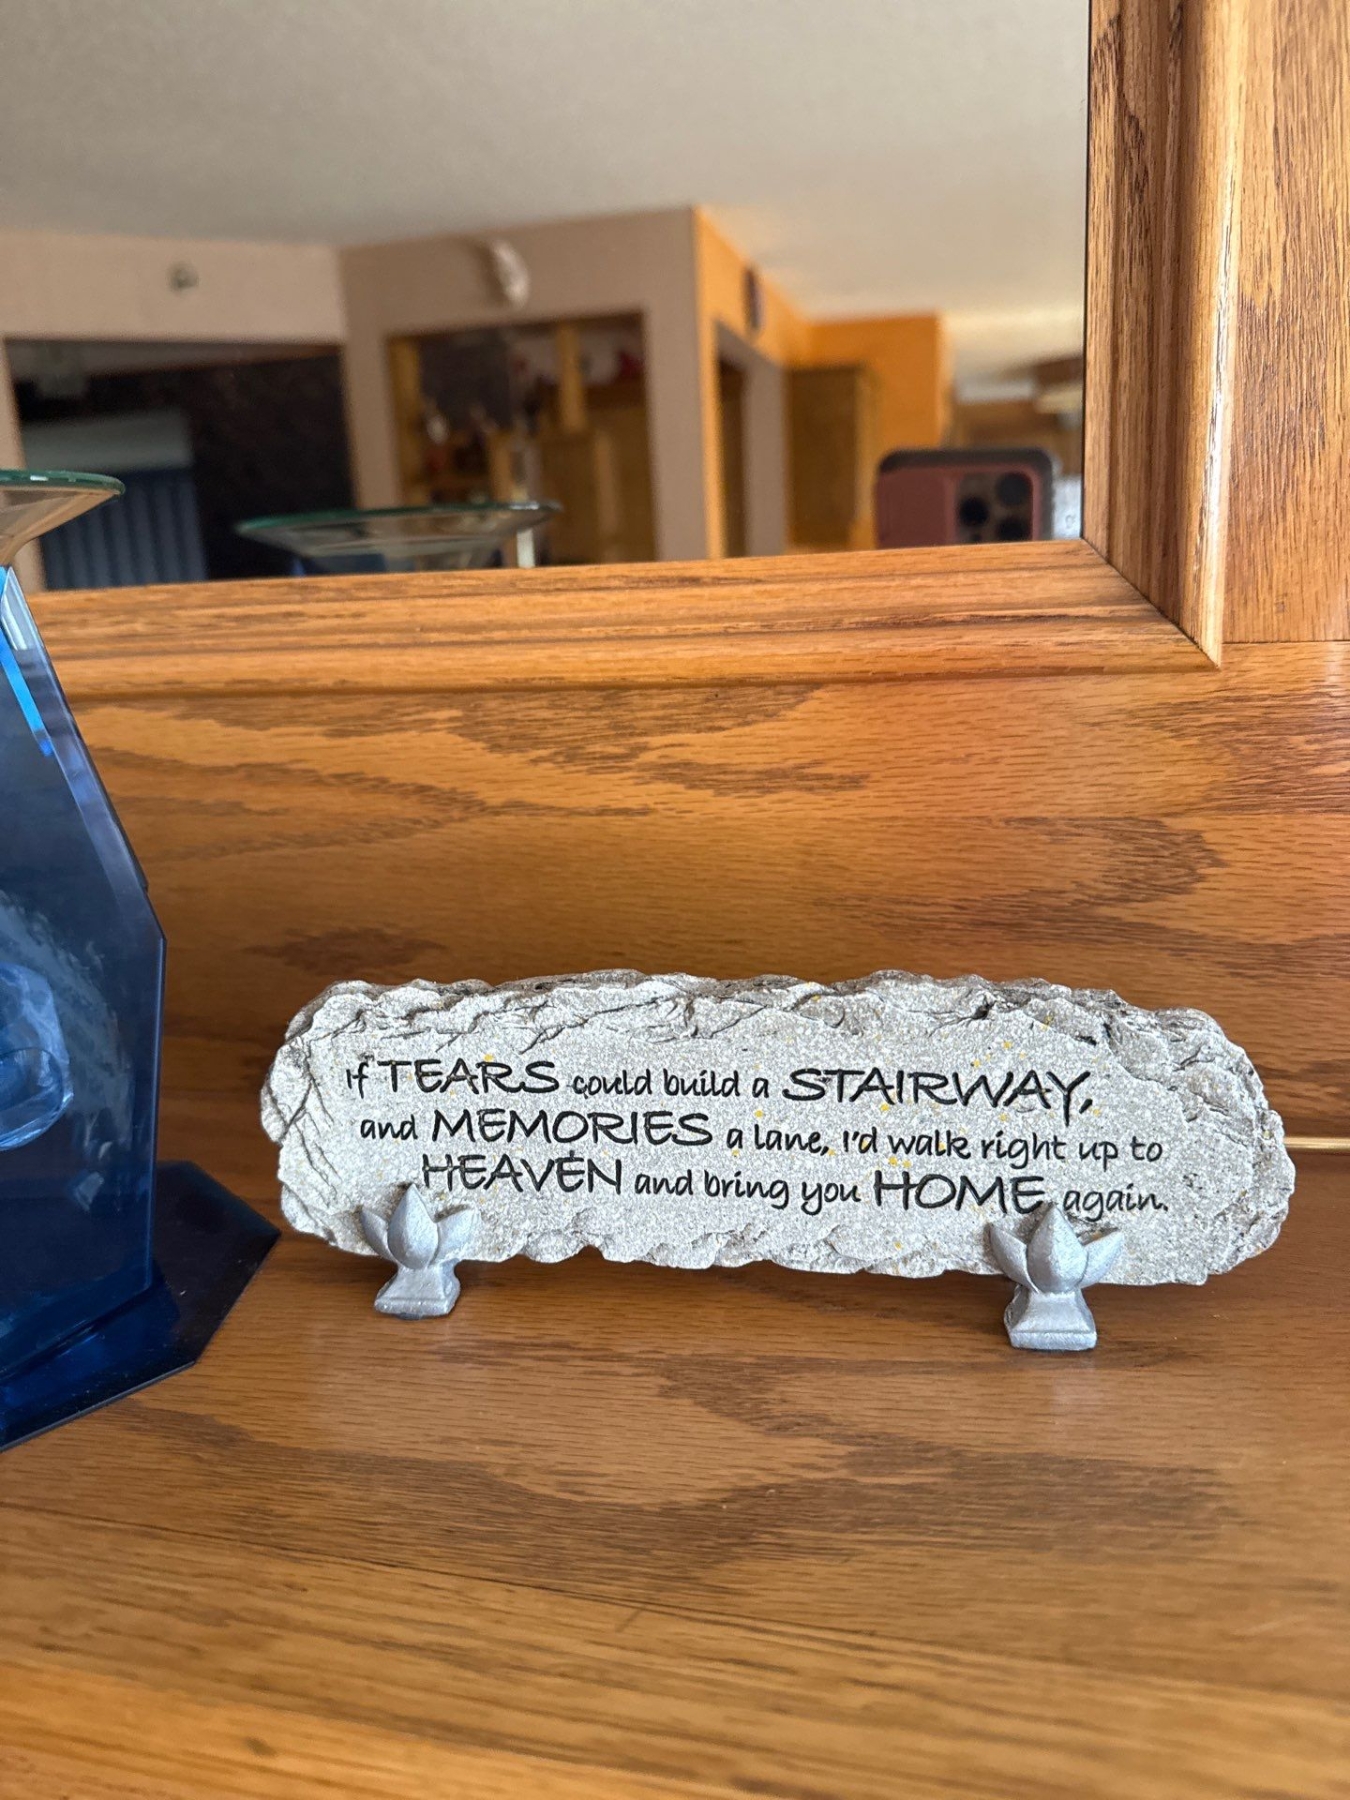 If TEARS could build a STAIRWAY,
and MEMORIES a lane, I'd walk right up to
HEAVEN and bring you HOME again.